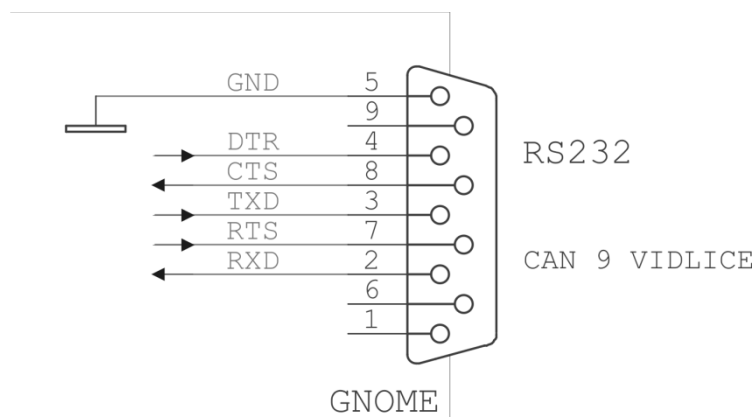 GND 5
9
DTR 4
RS232
CTS 8
TXD 3
RTS 7
CAN 9 VIDLICE
RXD 2
6
1
GNOME